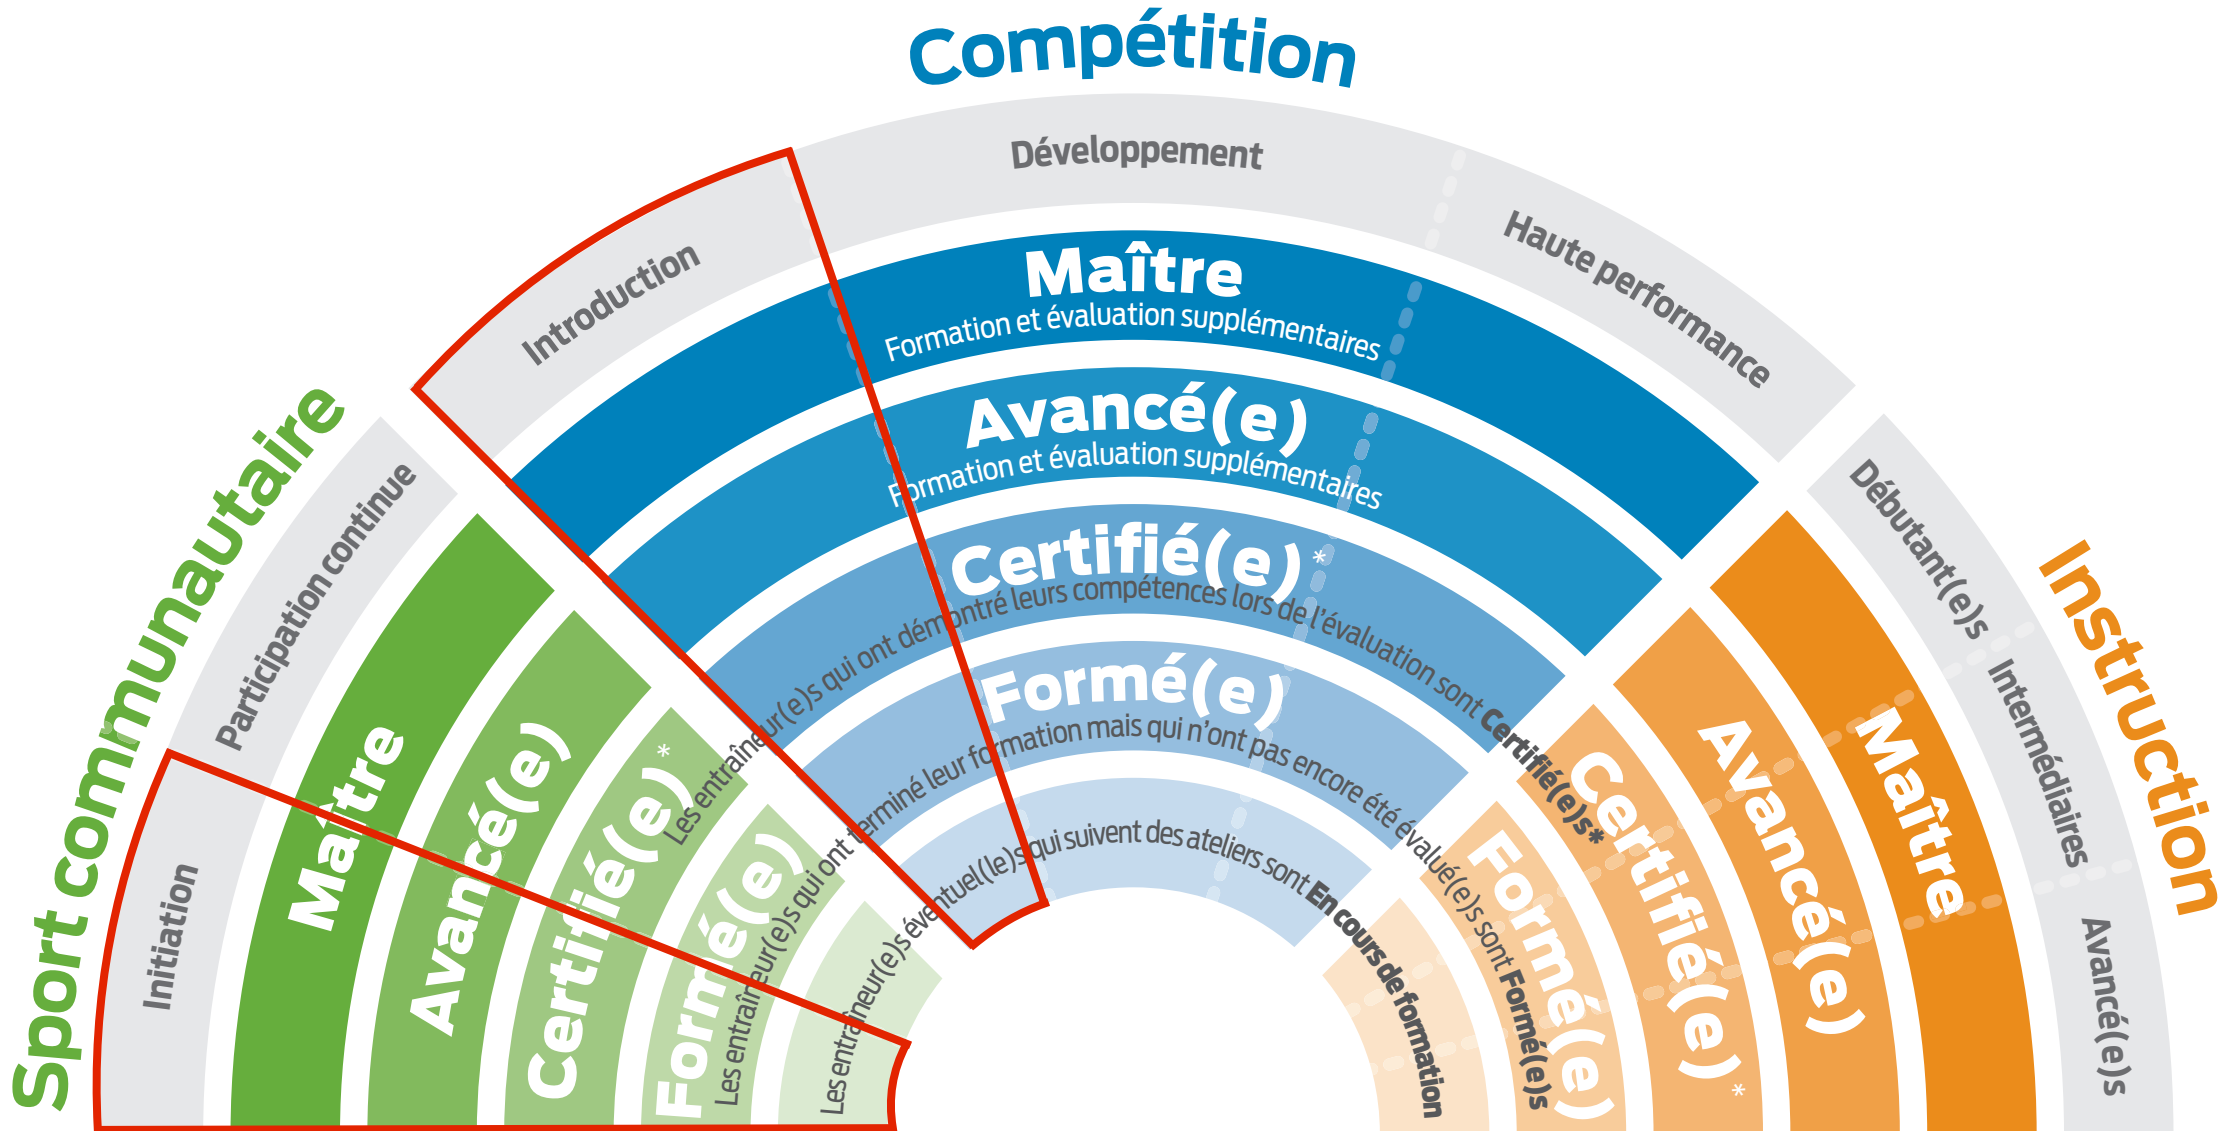 Compétition
Développement
Introduction
Haute performance
Maître
Formation et évaluation supplémentaires
Avancé(e)
Formation et évaluation supplémentaires
Certifié(e)*
Les entraîneur(e)s qui ont démontré leurs compétences lors de l'évaluation sont Certifié(e)s*
Formé(e)
Les entraîneur(e)s qui ont terminé leur formation mais qui n'ont pas encore été évalué(e)s sont Formé(e)s
Les entraîneur(e)s éventuel(le)s qui suivent des ateliers sont En cours de formation
Sport communautaire
Participation continue
Initiation
Maître
Avancé(e)
Certifié(e)*
Formé(e)
Instruction
Débutant(e)s
Intermédiaires
Avancé(e)s
Maître
Avancé(e)
Certifié(e)*
Formé(e)